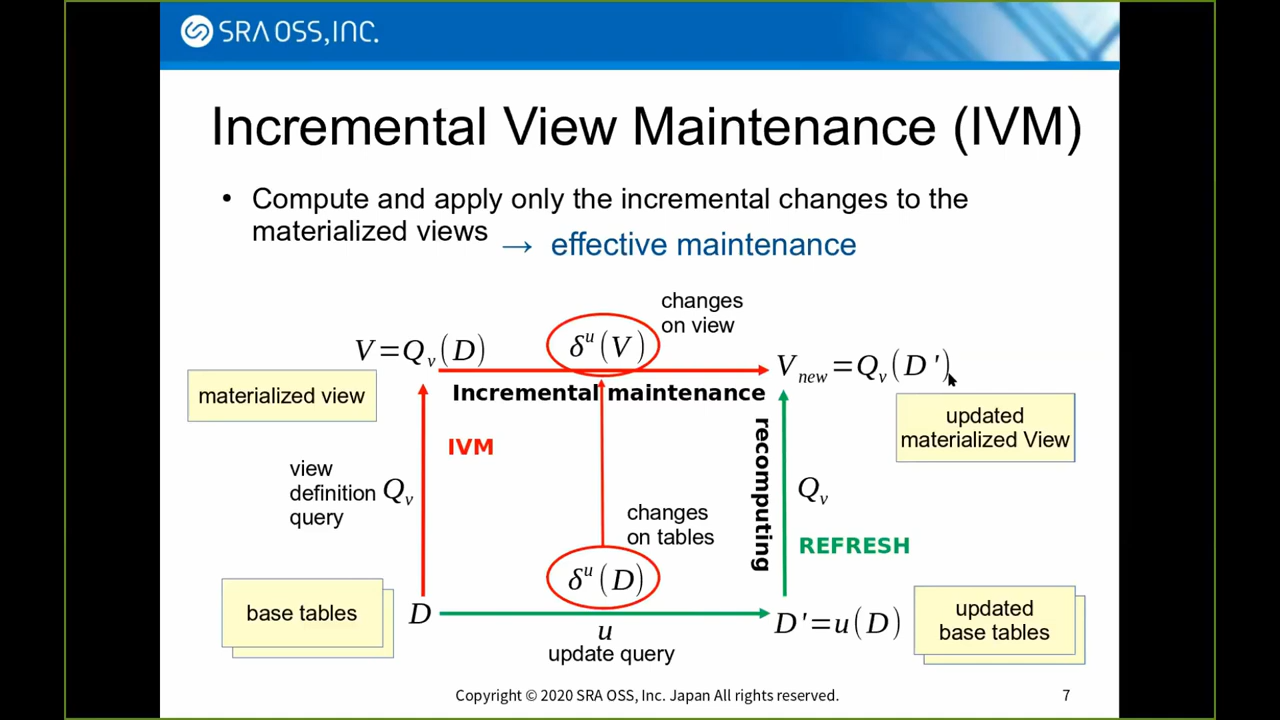 SRA OSS, INC.
Incremental View Maintenance (IVM)
• Compute and apply only the incremental changes to the
materialized views → effective maintenance
changes
on view
V=Qv(D)
δu(V)
Vnew=Qv(D')
materialized view
Incremental maintenance
updated
materialized View
IVM
recomputing
view
definition Qv
query
Qv
changes
on tables
REFRESH
δu(D)
base tables
D
u
update query
D'=u(D)
updated
base tables
Copyright © 2020 SRA OSS, Inc. Japan All rights reserved.
7